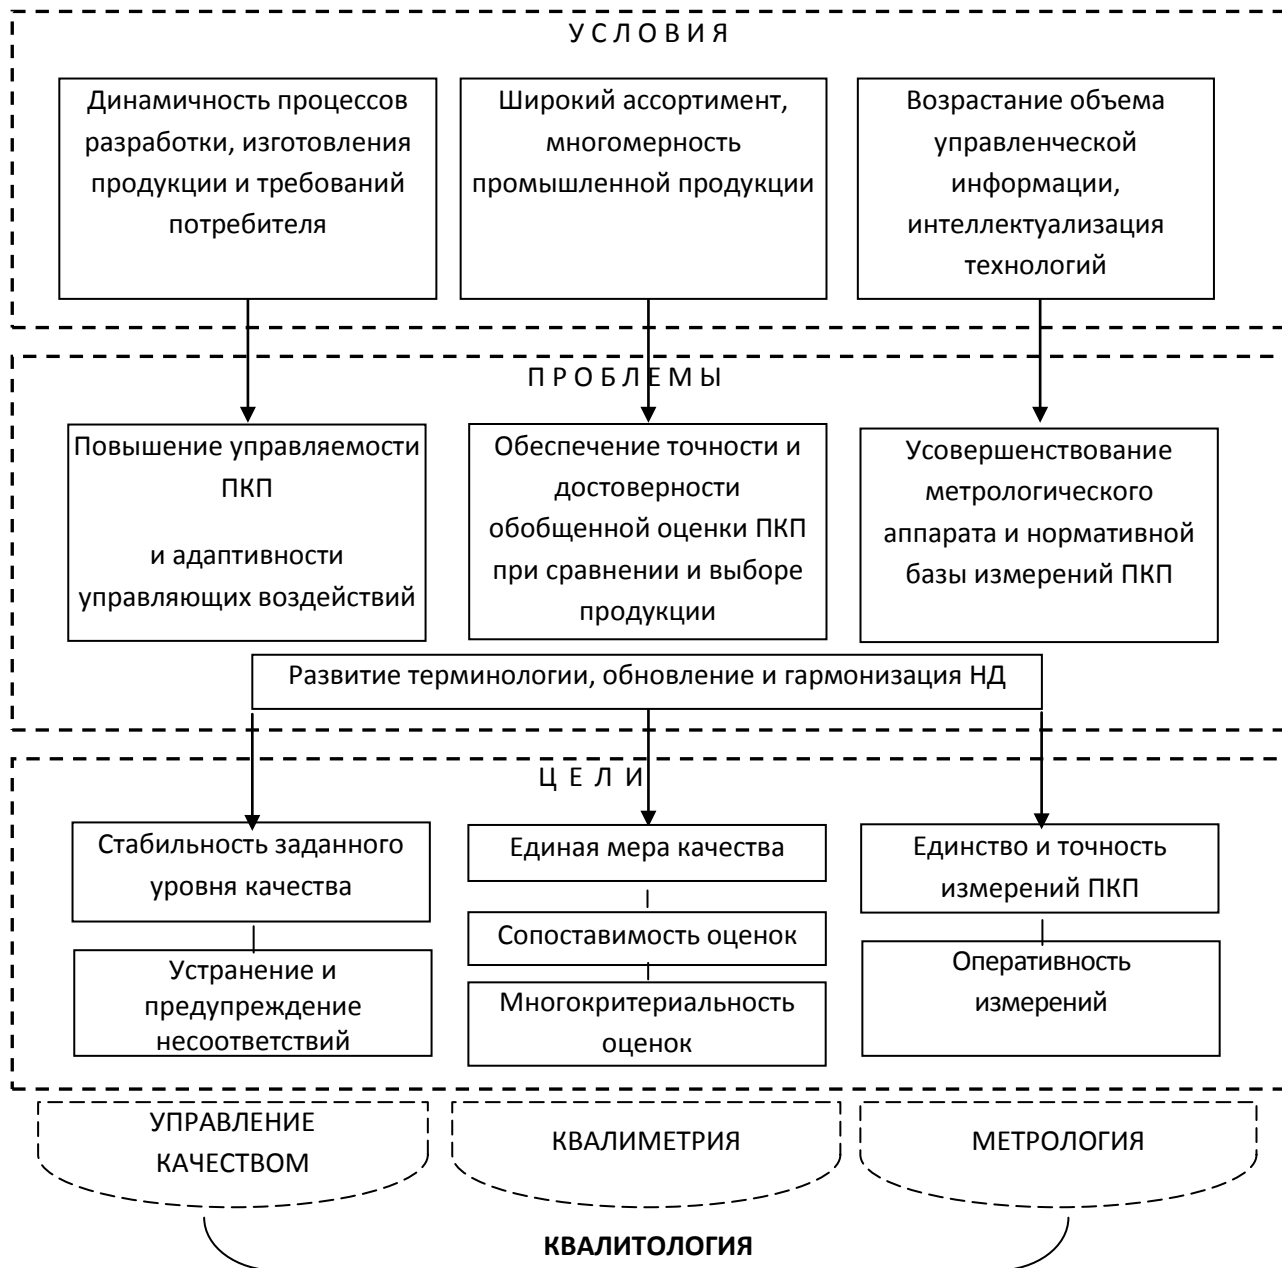 У С Л О В И Я
Динамичность процессов
разработки, изготовления
продукции и требований
потребителя
Широкий ассортимент,
многомерность
промышленной продукции
Возрастание объема
управленческой
информации,
интеллектуализация
технологий
П Р О Б Л Е М Ы
Повышение управляемости
ПКП
и адаптивности
управляющих воздействий
Обеспечение точности и
достоверности
обобщенной оценки ПКП
при сравнении и выборе
продукции
Усовершенствование
метрологического
аппарата и нормативной
базы измерений ПКП
Развитие терминологии, обновление и гармонизация НД
Ц Е Л И
Стабильность заданного
уровня качества
Устранение и
предупреждение
несоответствий
Единая мера качества
Сопоставимость оценок
Многокритериальность
оценок
Единство и точность
измерений ПКП
Оперативность
измерений
УПРАВЛЕНИЕ
КАЧЕСТВОМ
КВАЛИМЕТРИЯ
МЕТРОЛОГИЯ
КВАЛИТОЛОГИЯ